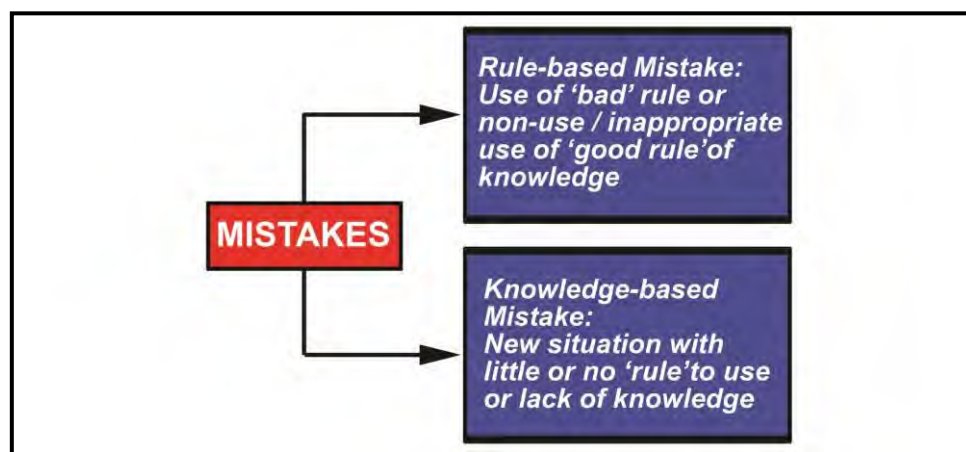 Rule-based Mistake:
Use of ‘bad’ rule or
non-use / inappropriate
use of ‘good rule’of
knowledge
MISTAKES
Knowledge-based
Mistake:
New situation with
little or no ‘rule’to use
or lack of knowledge